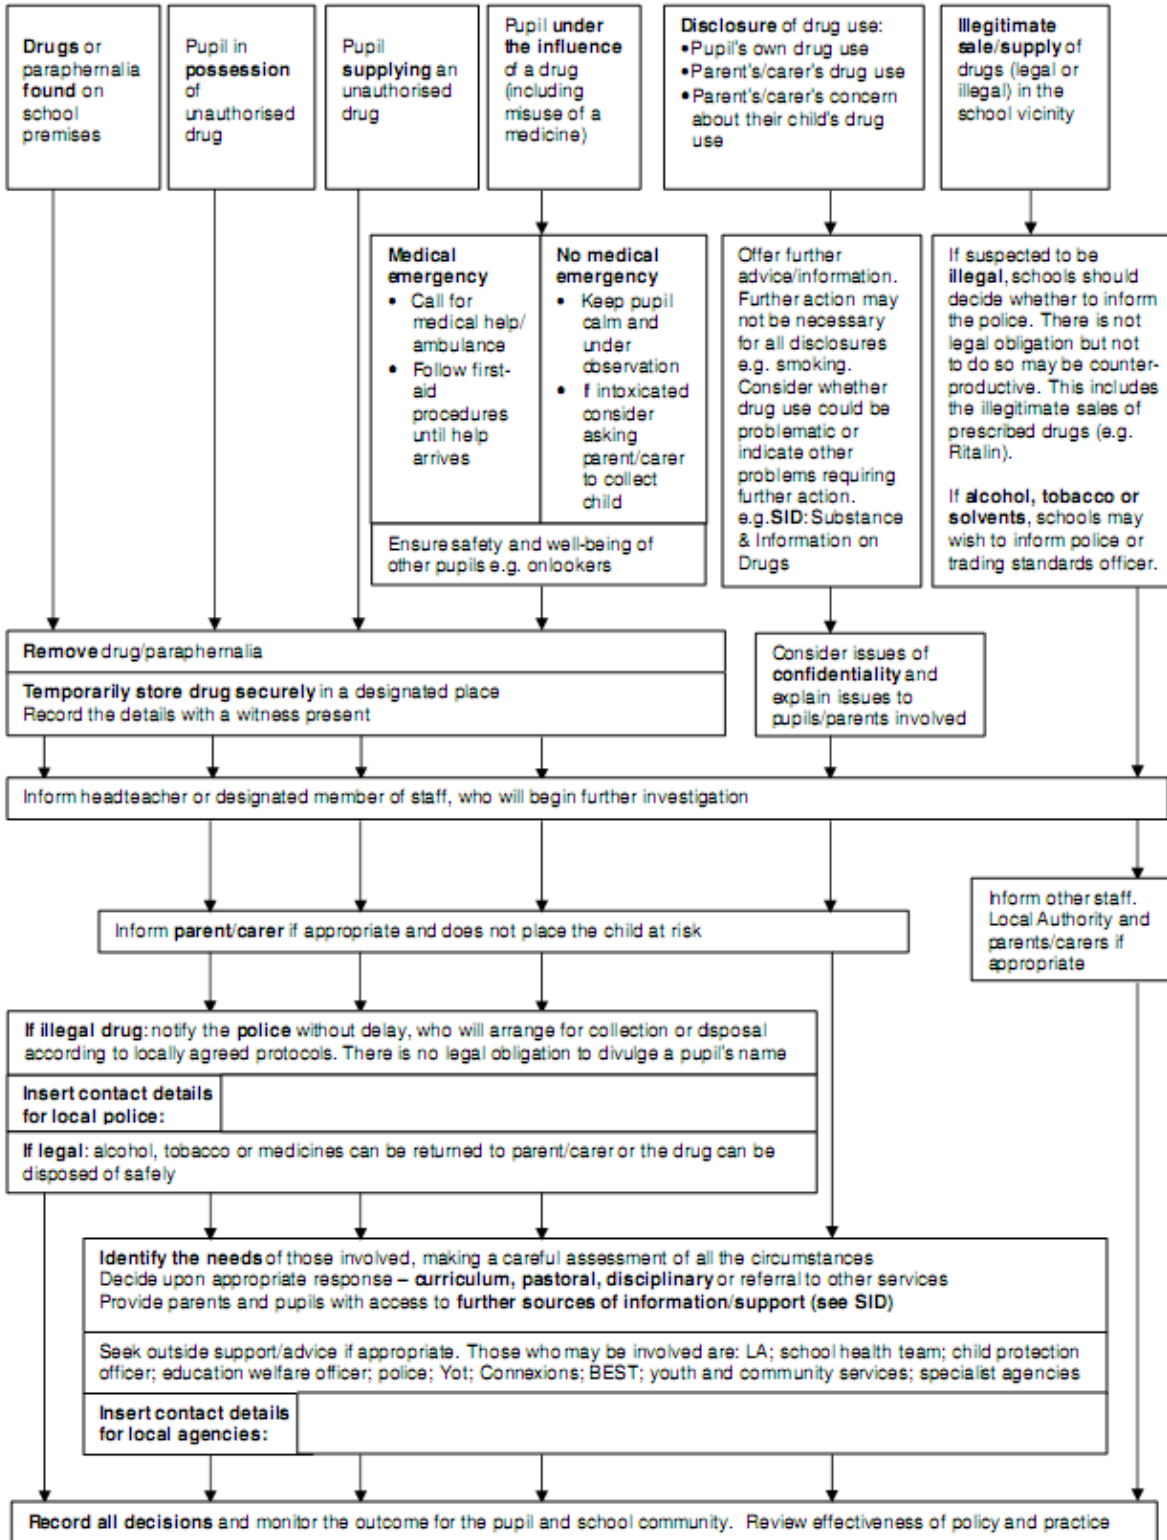 Drugs or
paraphernalia
found on
school
premises
Pupil in
possession
of
unauthorised
drug
Pupil
supplying an
unauthorised
drug
Pupil under
the influence
of a drug
(including
misuse of a
medicine)
Disclosure of drug use:
•Pupil's own drug use
•Parent's/carer's drug use
•Parent's/carer's concern
about their child's drug
use
Illegitimate
sale/supply of
drugs (legal or
illegal) in the
school vicinity
Medical
emergency
• Call for
medical help/
ambulance
• Follow first-
aid
procedures
until help
arrives
No medical
emergency
• Keep pupil
calm and
under
observation
• If intoxicated
consider
asking
parent/carer
to collect
child
Ensure safety and well-being of
other pupils e.g. onlookers
Offer further
advice/information.
Further action may
not be necessary
for all disclosures
e.g. smoking.
Consider whether
drug use could be
problematic or
indicate other
problems requiring
further action.
e.g.SID: Substance
& Information on
Drugs
If suspected to be
illegal, schools should
decide whether to inform
the police. There is not
legal obligation but not
to do so may be counter-
productive. This includes
the illegitimate sales of
prescribed drugs (e.g.
Ritalin).
If alcohol, tobacco or
solvents, schools may
wish to inform police or
trading standards officer.
Remove drug/paraphernalia
Temporarily store drug securely in a designated place
Record the details with a witness present
Consider issues of
confidentiality and
explain issues to
pupils/parents involved
Inform headteacher or designated member of staff, who will begin further investigation
Inform parent/carer if appropriate and does not place the child at risk
Inform other staff.
Local Authority and
parents/carers if
appropriate
If illegal drug: notify the police without delay, who will arrange for collection or disposal
according to locally agreed protocols. There is no legal obligation to divulge a pupil's name
Insert contact details
for local police:
If legal: alcohol, tobacco or medicines can be returned to parent/carer or the drug can be
disposed of safely
Identify the needs of those involved, making a careful assessment of all the circumstances
Decide upon appropriate response – curriculum, pastoral, disciplinary or referral to other services
Provide parents and pupils with access to further sources of information/support (see SID)
Seek outside support/advice if appropriate. Those who may be involved are: LA; school health team; child protection
officer; education welfare officer; police; Yot; Connexions; BEST; youth and community services; specialist agencies
Insert contact details
for local agencies:
Record all decisions and monitor the outcome for the pupil and school community. Review effectiveness of policy and practice